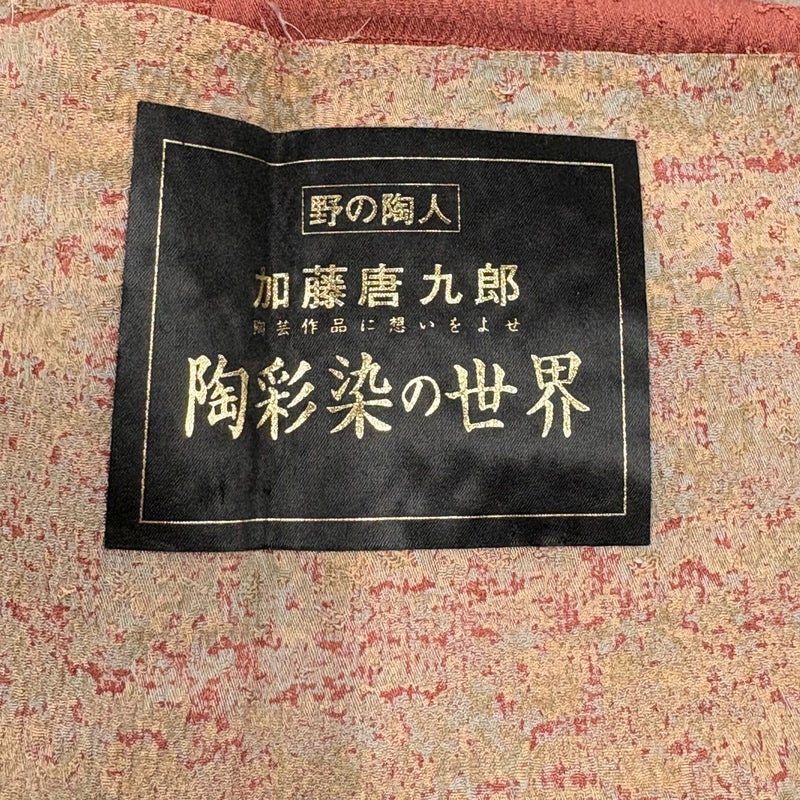 野の陶人
加藤唐九郎
陶芸作品に想いをよせ
陶彩染の世界